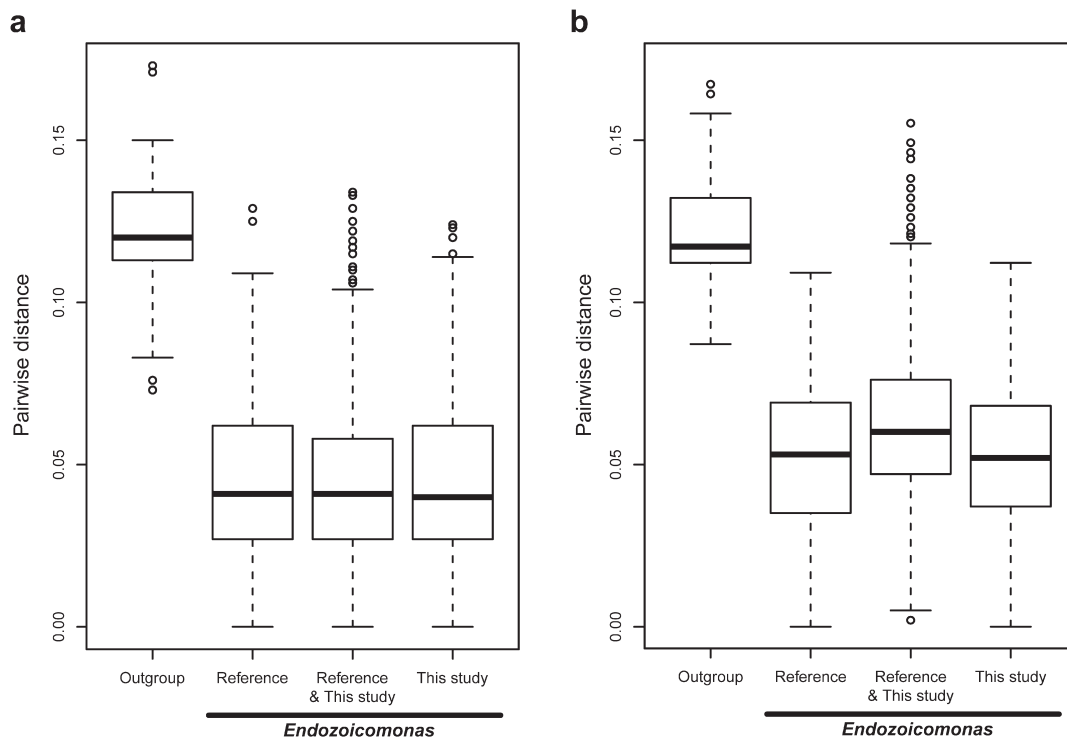 a
Pairwise distance
0.15
0.10
0.05
0.00
Outgroup
Reference
Reference
& This study
This study
Endozoicomonas
b
Pairwise distance
0.15
0.10
0.05
0.00
Outgroup
Reference
Reference
& This study
This study
Endozoicomonas